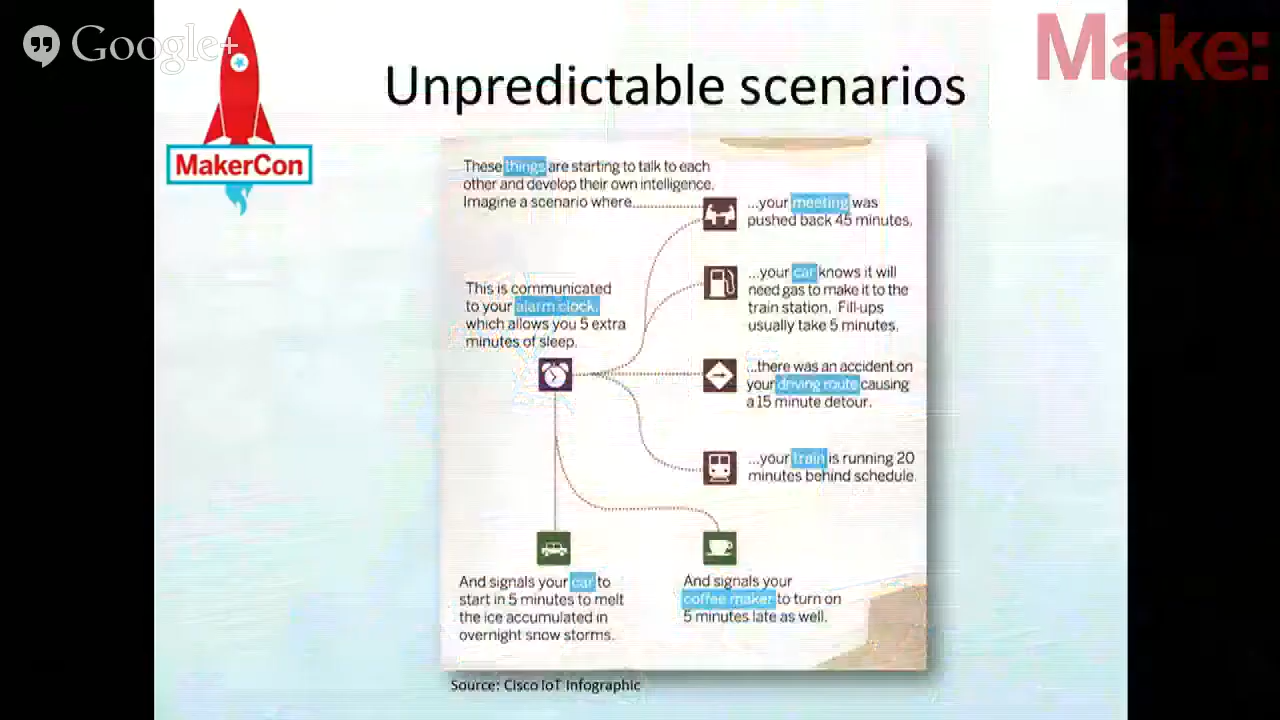 Google+
Make:
MakerCon
Unpredictable scenarios
These things are starting to talk to each
other and develop their own intelligence.
Imagine a scenario where
...your meeting was
pushed back 45 minutes.
...your car knows it will
need gas to make it to the
train station. Fill-ups
usually take 5 minutes.
...there was an accident on
your driving route causing
a 15 minute detour.
...your train is running 20
minutes behind schedule.
This is communicated
to your alarm clock,
which allows you 5 extra
minutes of sleep.
And signals your car to
start in 5 minutes to melt
the ice accumulated in
overnight snow storms.
And signals your
coffee maker to turn on
5 minutes late as well.
Source: Cisco IoT Infographic